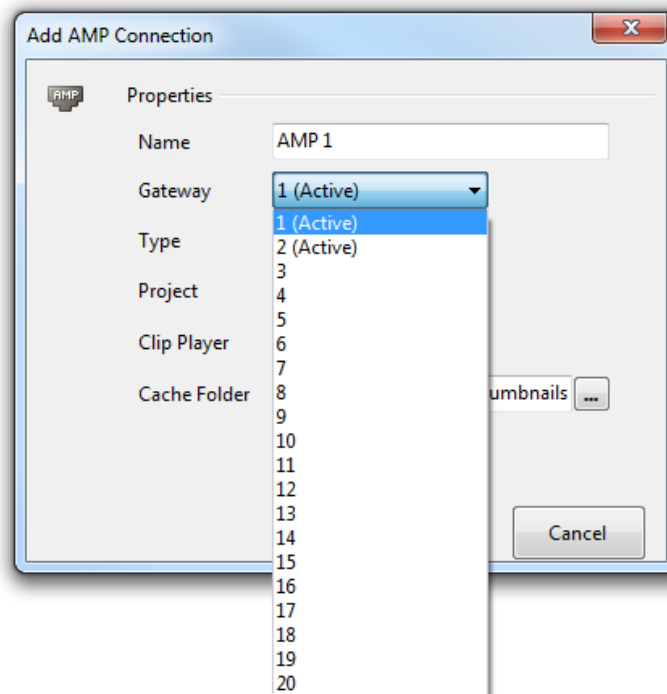 Add AMP Connection
AMP
Properties
Name
AMP 1
Gateway
1 (Active)
1 (Active)
2 (Active)
Type
3
Project
4
5
Clip Player
6
7
Cache Folder
8
umbnails
...
9
10
11
12
13
Cancel
14
15
16
17
18
19
20